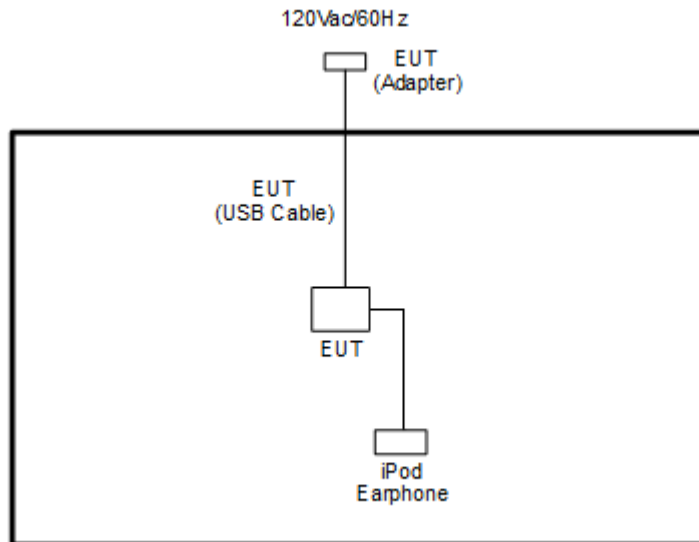 120Vac/60Hz
EUT
(Adapter)
EUT
(USB Cable)
EUT
iPod
Earphone